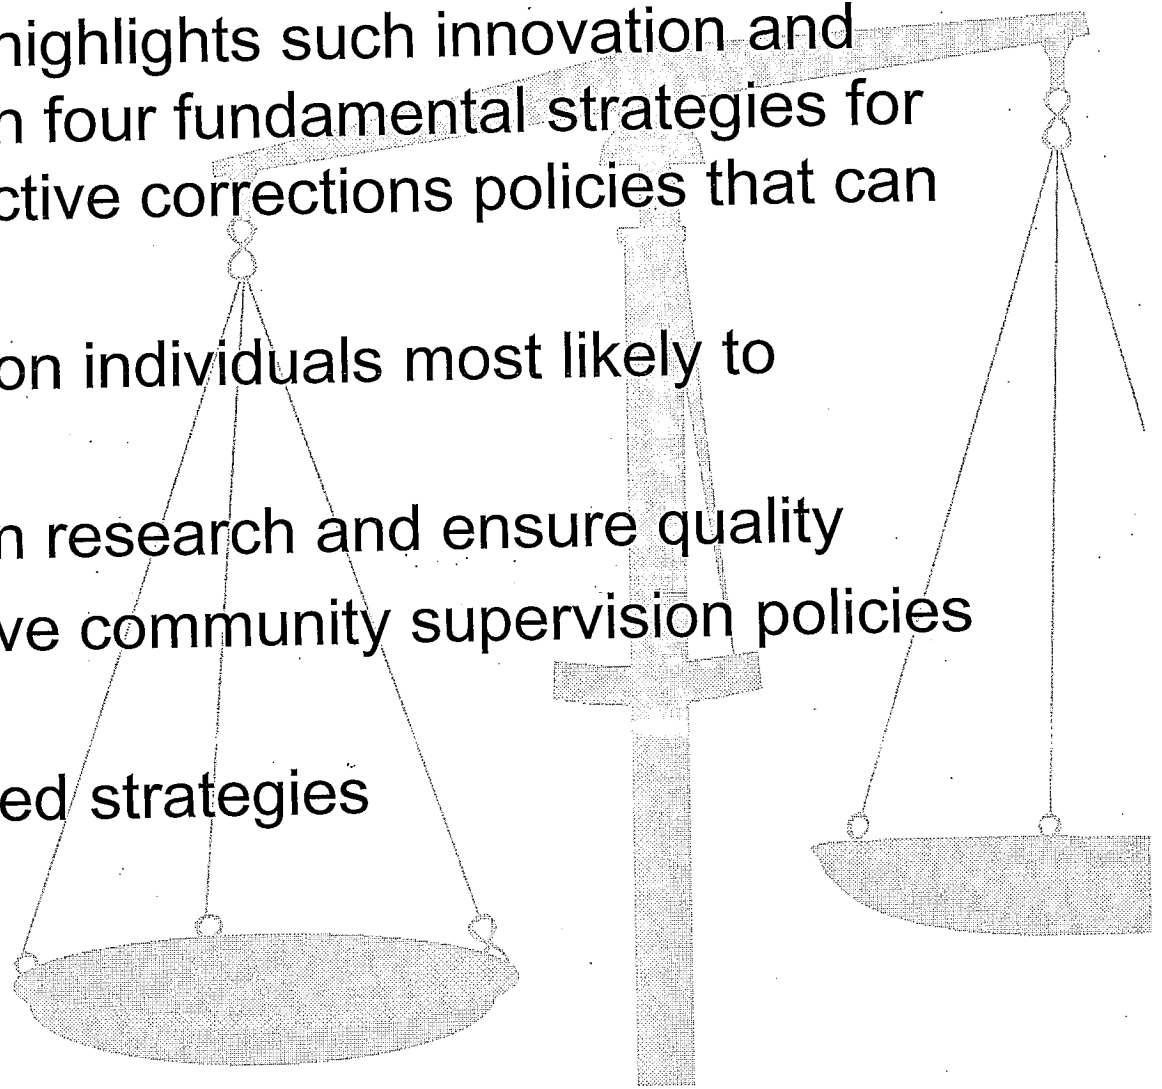 highlights such innovation and
n four fundamental strategies for
ctive corrections policies that can
on individuals most likely to
n research and ensure quality
ve community supervision policies
ed strategies